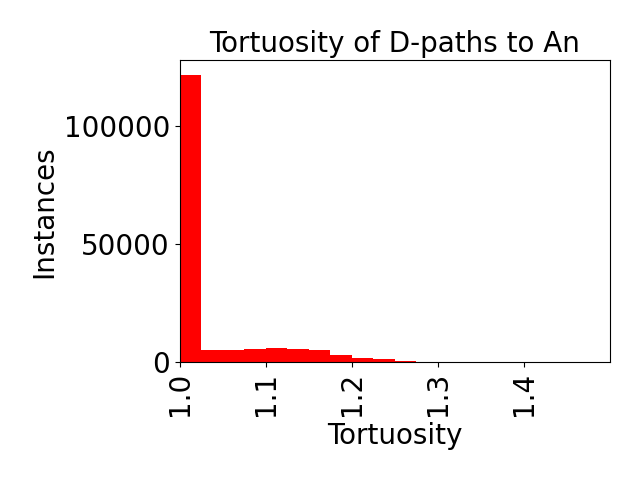 Tortuosity of D-paths to An
Instances
100000
50000
0
1.0 1.1 1.2 1.3 1.4
Tortuosity